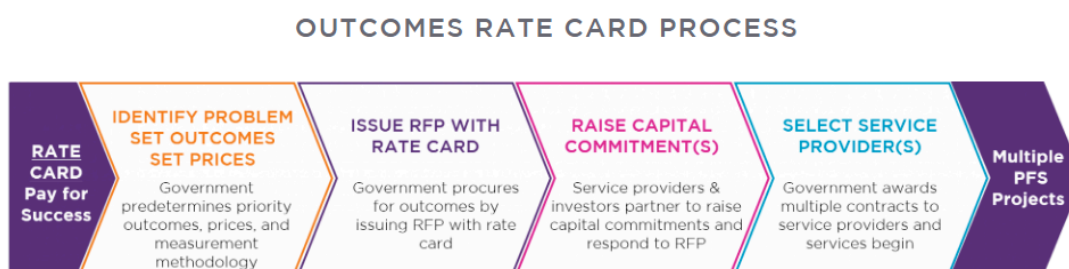 OUTCOMES RATE CARD PROCESS
RATE
CARD
Pay for
Success
IDENTIFY PROBLEM
SET OUTCOMES
SET PRICES
Government
predetermines priority
outcomes, prices, and
measurement
methodology
ISSUE RFP WITH
RATE CARD
Government procures
for outcomes by
issuing RFP with rate
card
RAISE CAPITAL
COMMITMENT(S)
Service providers &
investors partner to raise
capital commitments and
respond to RFP
SELECT SERVICE
PROVIDER(S)
Government awards
multiple contracts to
service providers and
services begin
Multiple
PFS
Projects